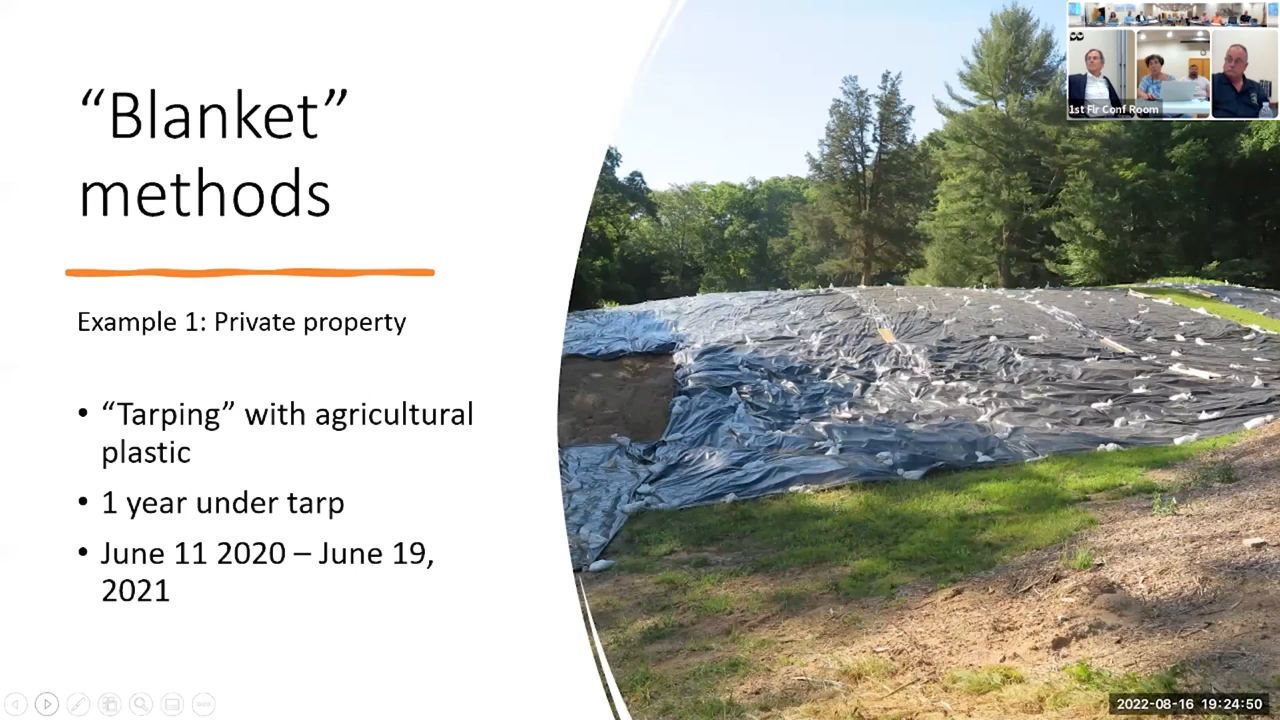 “Blanket”
methods
Example 1: Private property
• “Tarping” with agricultural
plastic
• 1 year under tarp
• June 11 2020 – June 19,
2021
1st Flr Conf Room
2022-08-16 19:24:50